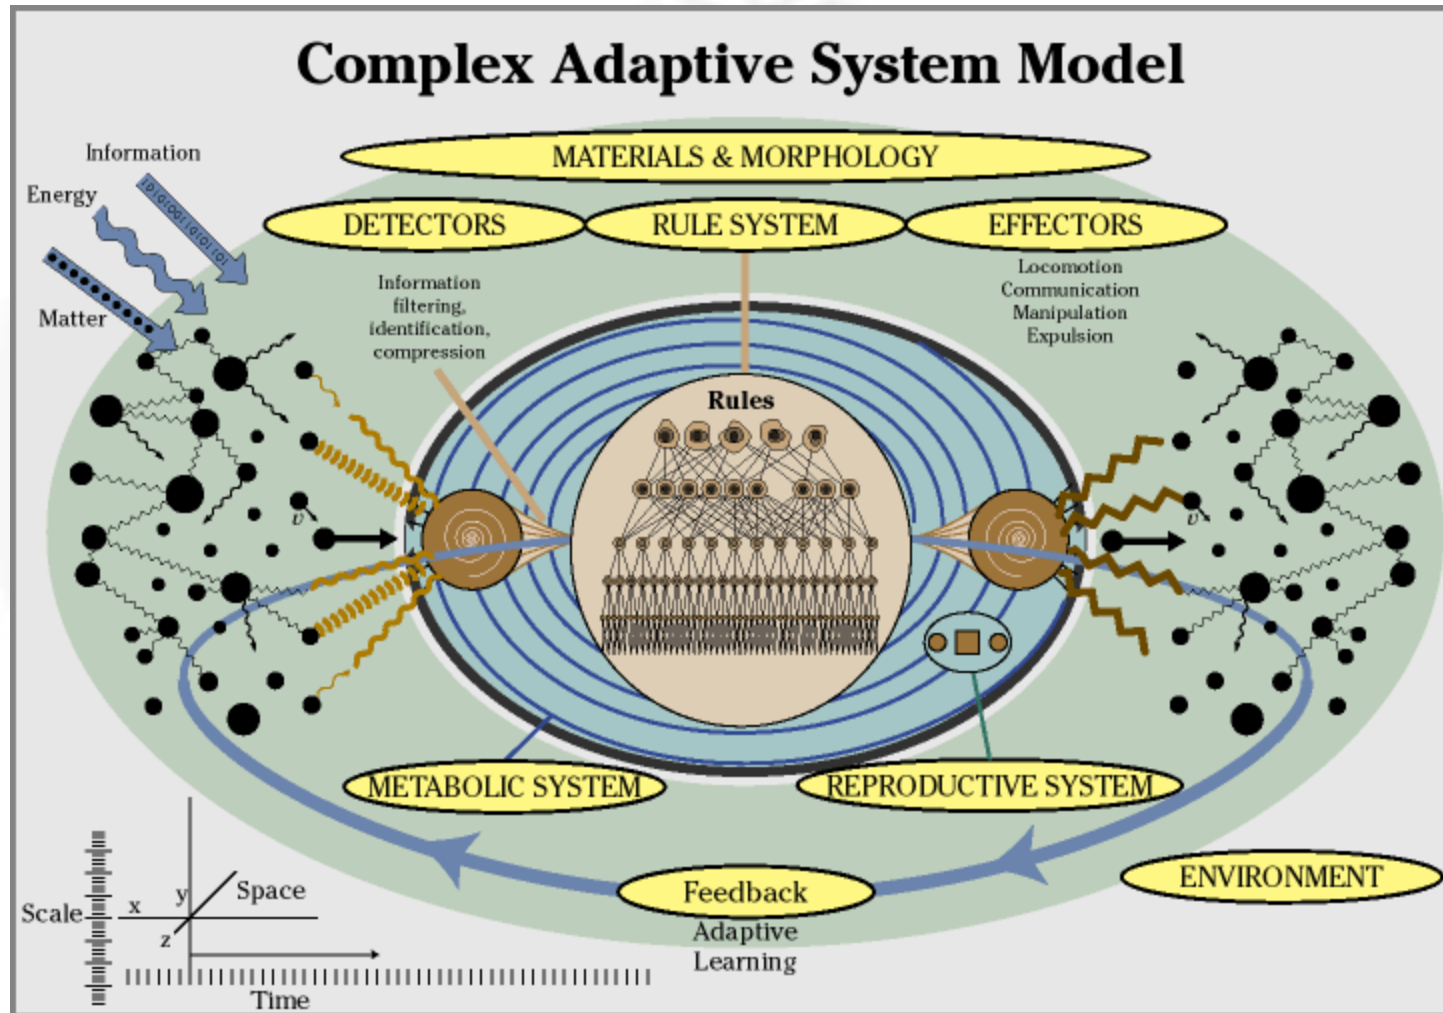 Complex Adaptive System Model
Information
Energy
Matter
MATERIALS & MORPHOLOGY
DETECTORS
RULE SYSTEM
EFFECTORS
Information
filtering,
identification,
compression
Locomotion
Communication
Manipulation
Expulsion
Rules
v
v
METABOLIC SYSTEM
REPRODUCTIVE SYSTEM
Feedback
Adaptive
Learning
ENVIRONMENT
Scale
x
y
z
Space
Time